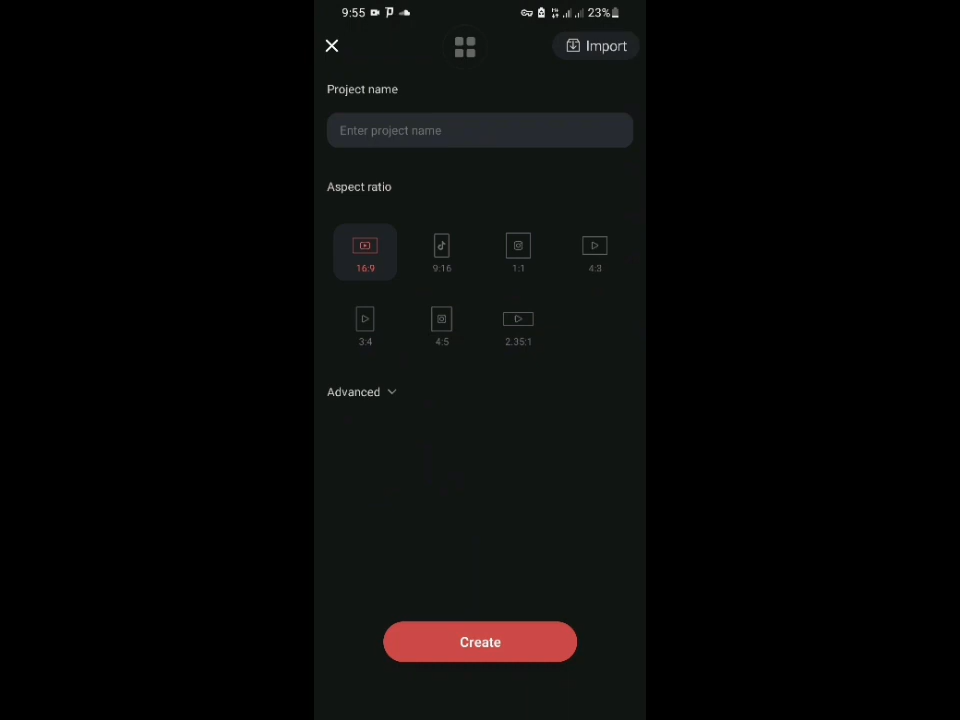 9:55 23%
Import
Project name
Enter project name
Aspect ratio
16:9 9:16 1:1 4:3
3:4 4:5 2.35:1
Advanced
Create